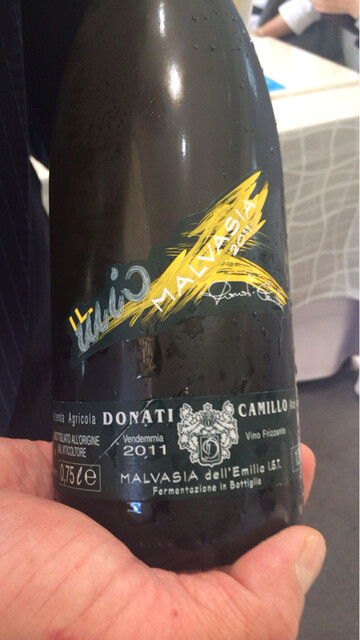 IL mio
MALVASIA
2011
Azienda Agricola DONATI CAMILLO
IMBOTTIGLIATO ALL'ORIGINE
DAL VITICOLTORE
Vendemmia
2011
Vino Frizzante
0,75 l e
MALVASIA dell'Emilia I.G.T.
Fermentazione in Bottiglia